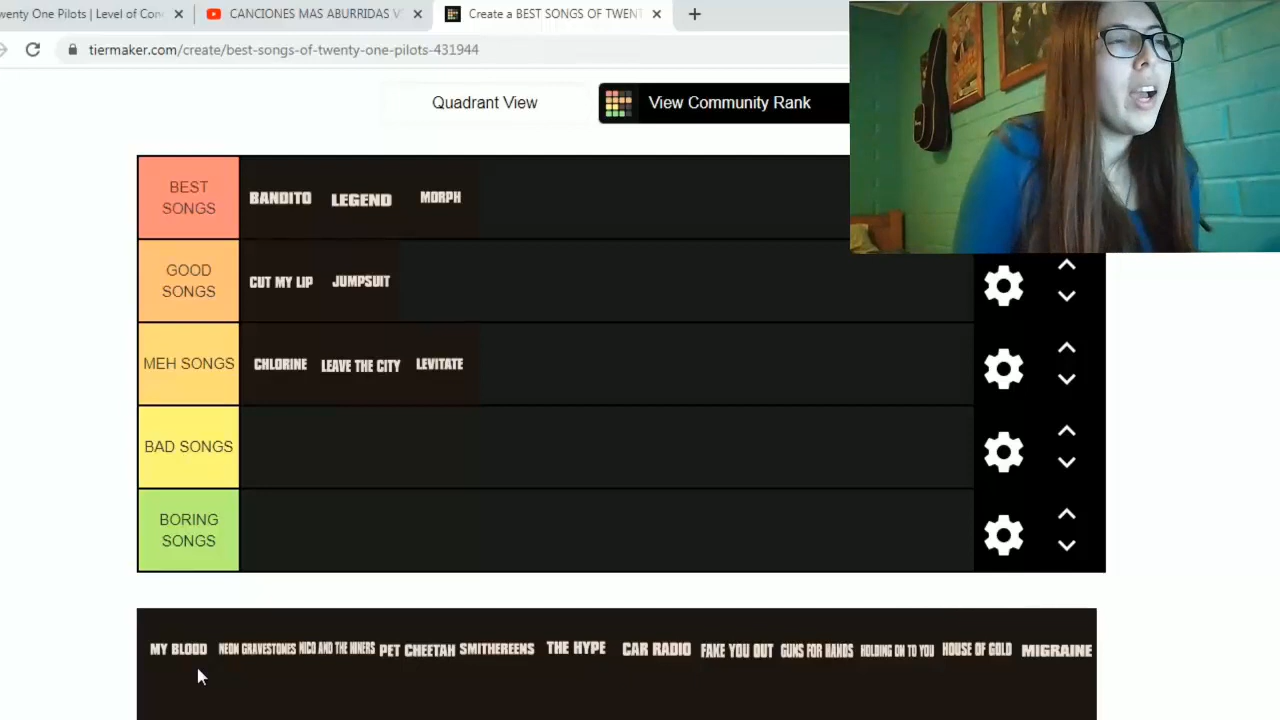 wenty One Pilots | Level of Con
CANCIONES MAS ABURRIDAS V
Create a BEST SONGS OF TWENT
tiermaker.com/create/best-songs-of-twenty-one-pilots-431944
Quadrant View
View Community Rank
BEST
SONGS
BANDITO LEGEND MORPH
GOOD
SONGS
CUT MY LIP JUMPSUIT
MEH SONGS
CHLORINE LEAVE THE CITY LEVITATE
BAD SONGS
BORING
SONGS
MY BLOOD NEON GRAVESTONES NICO AND THE NINERS PET CHEETAH SMITHEREENS THE HYPE CAR RADIO FAKE YOU OUT GUNS FOR HANDS HOLDING ON TO YOU HOUSE OF GOLD MIGRAINE